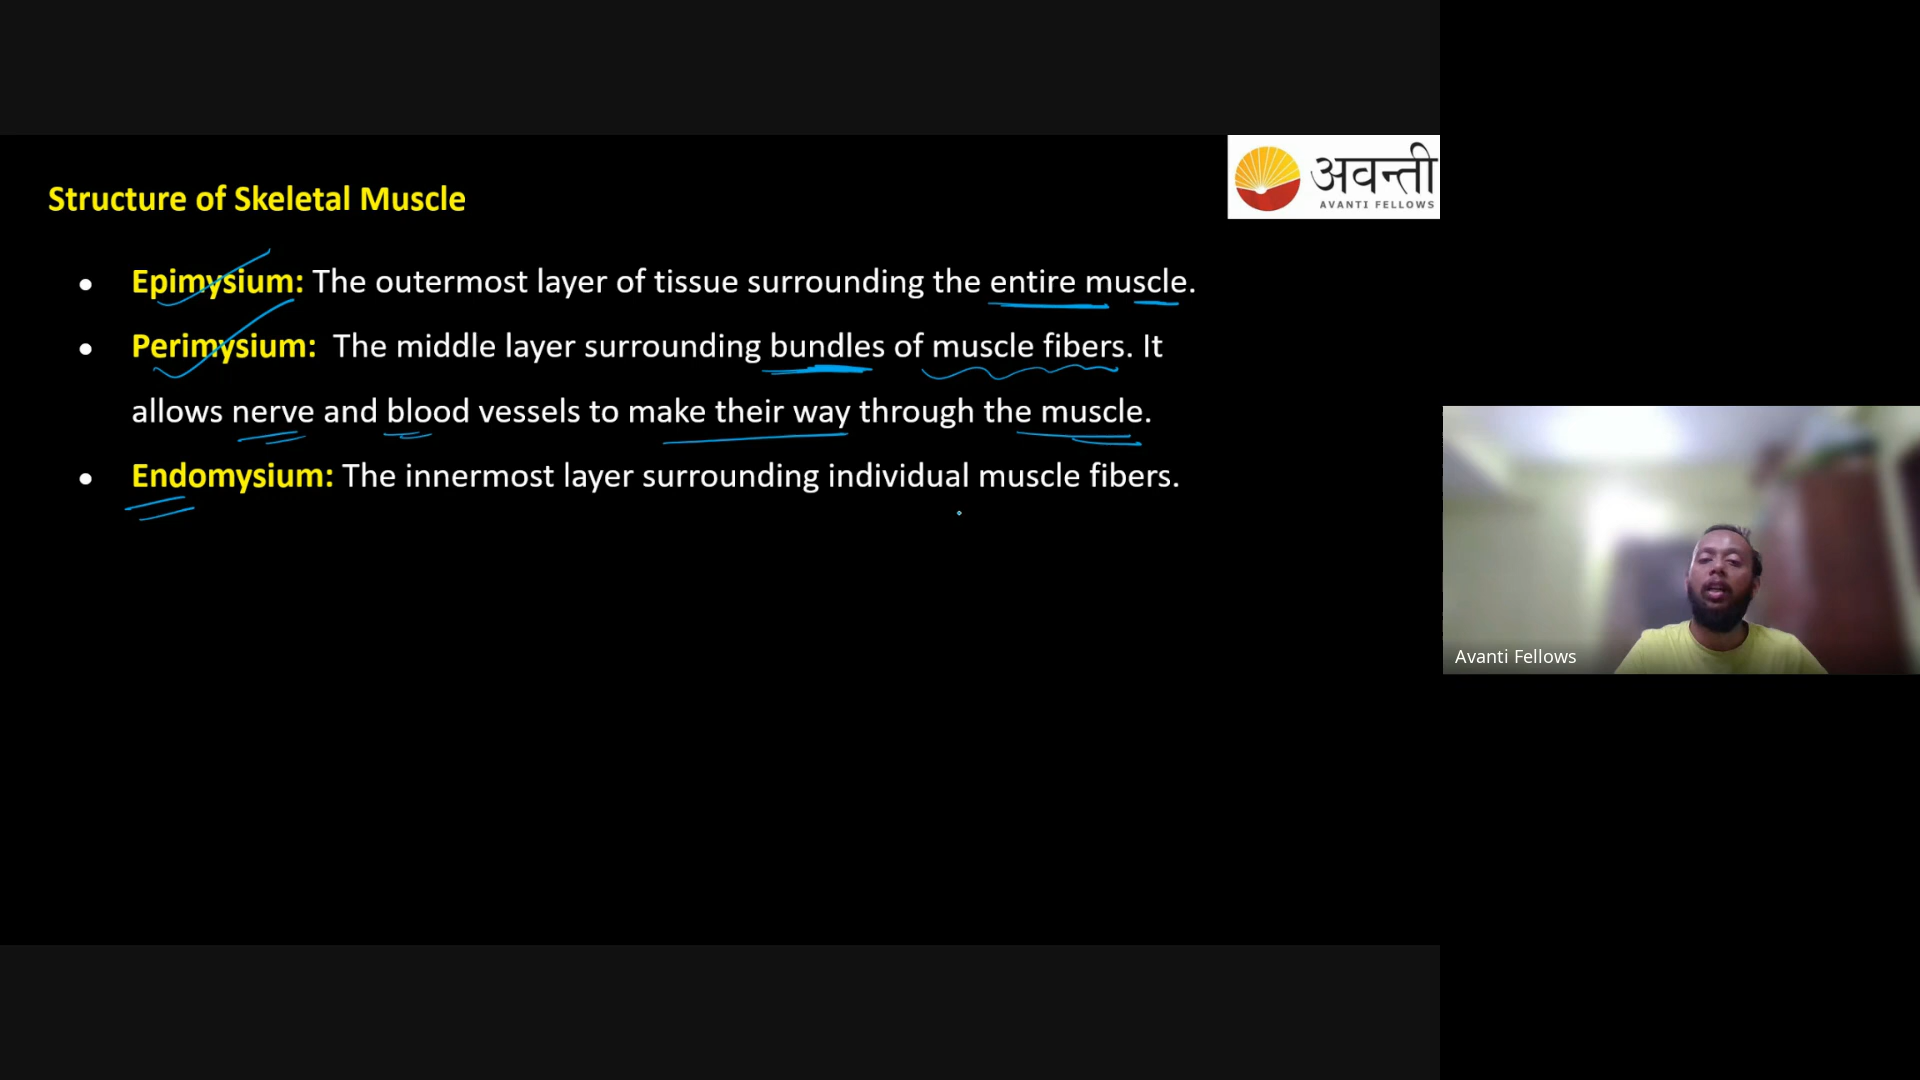 अवन्ती
AVANTI FELLOWS
Structure of Skeletal Muscle
● Epimysium: The outermost layer of tissue surrounding the entire muscle.
● Perimysium: The middle layer surrounding bundles of muscle fibers. It
allows nerve and blood vessels to make their way through the muscle.
● Endomysium: The innermost layer surrounding individual muscle fibers.
Avanti Fellows